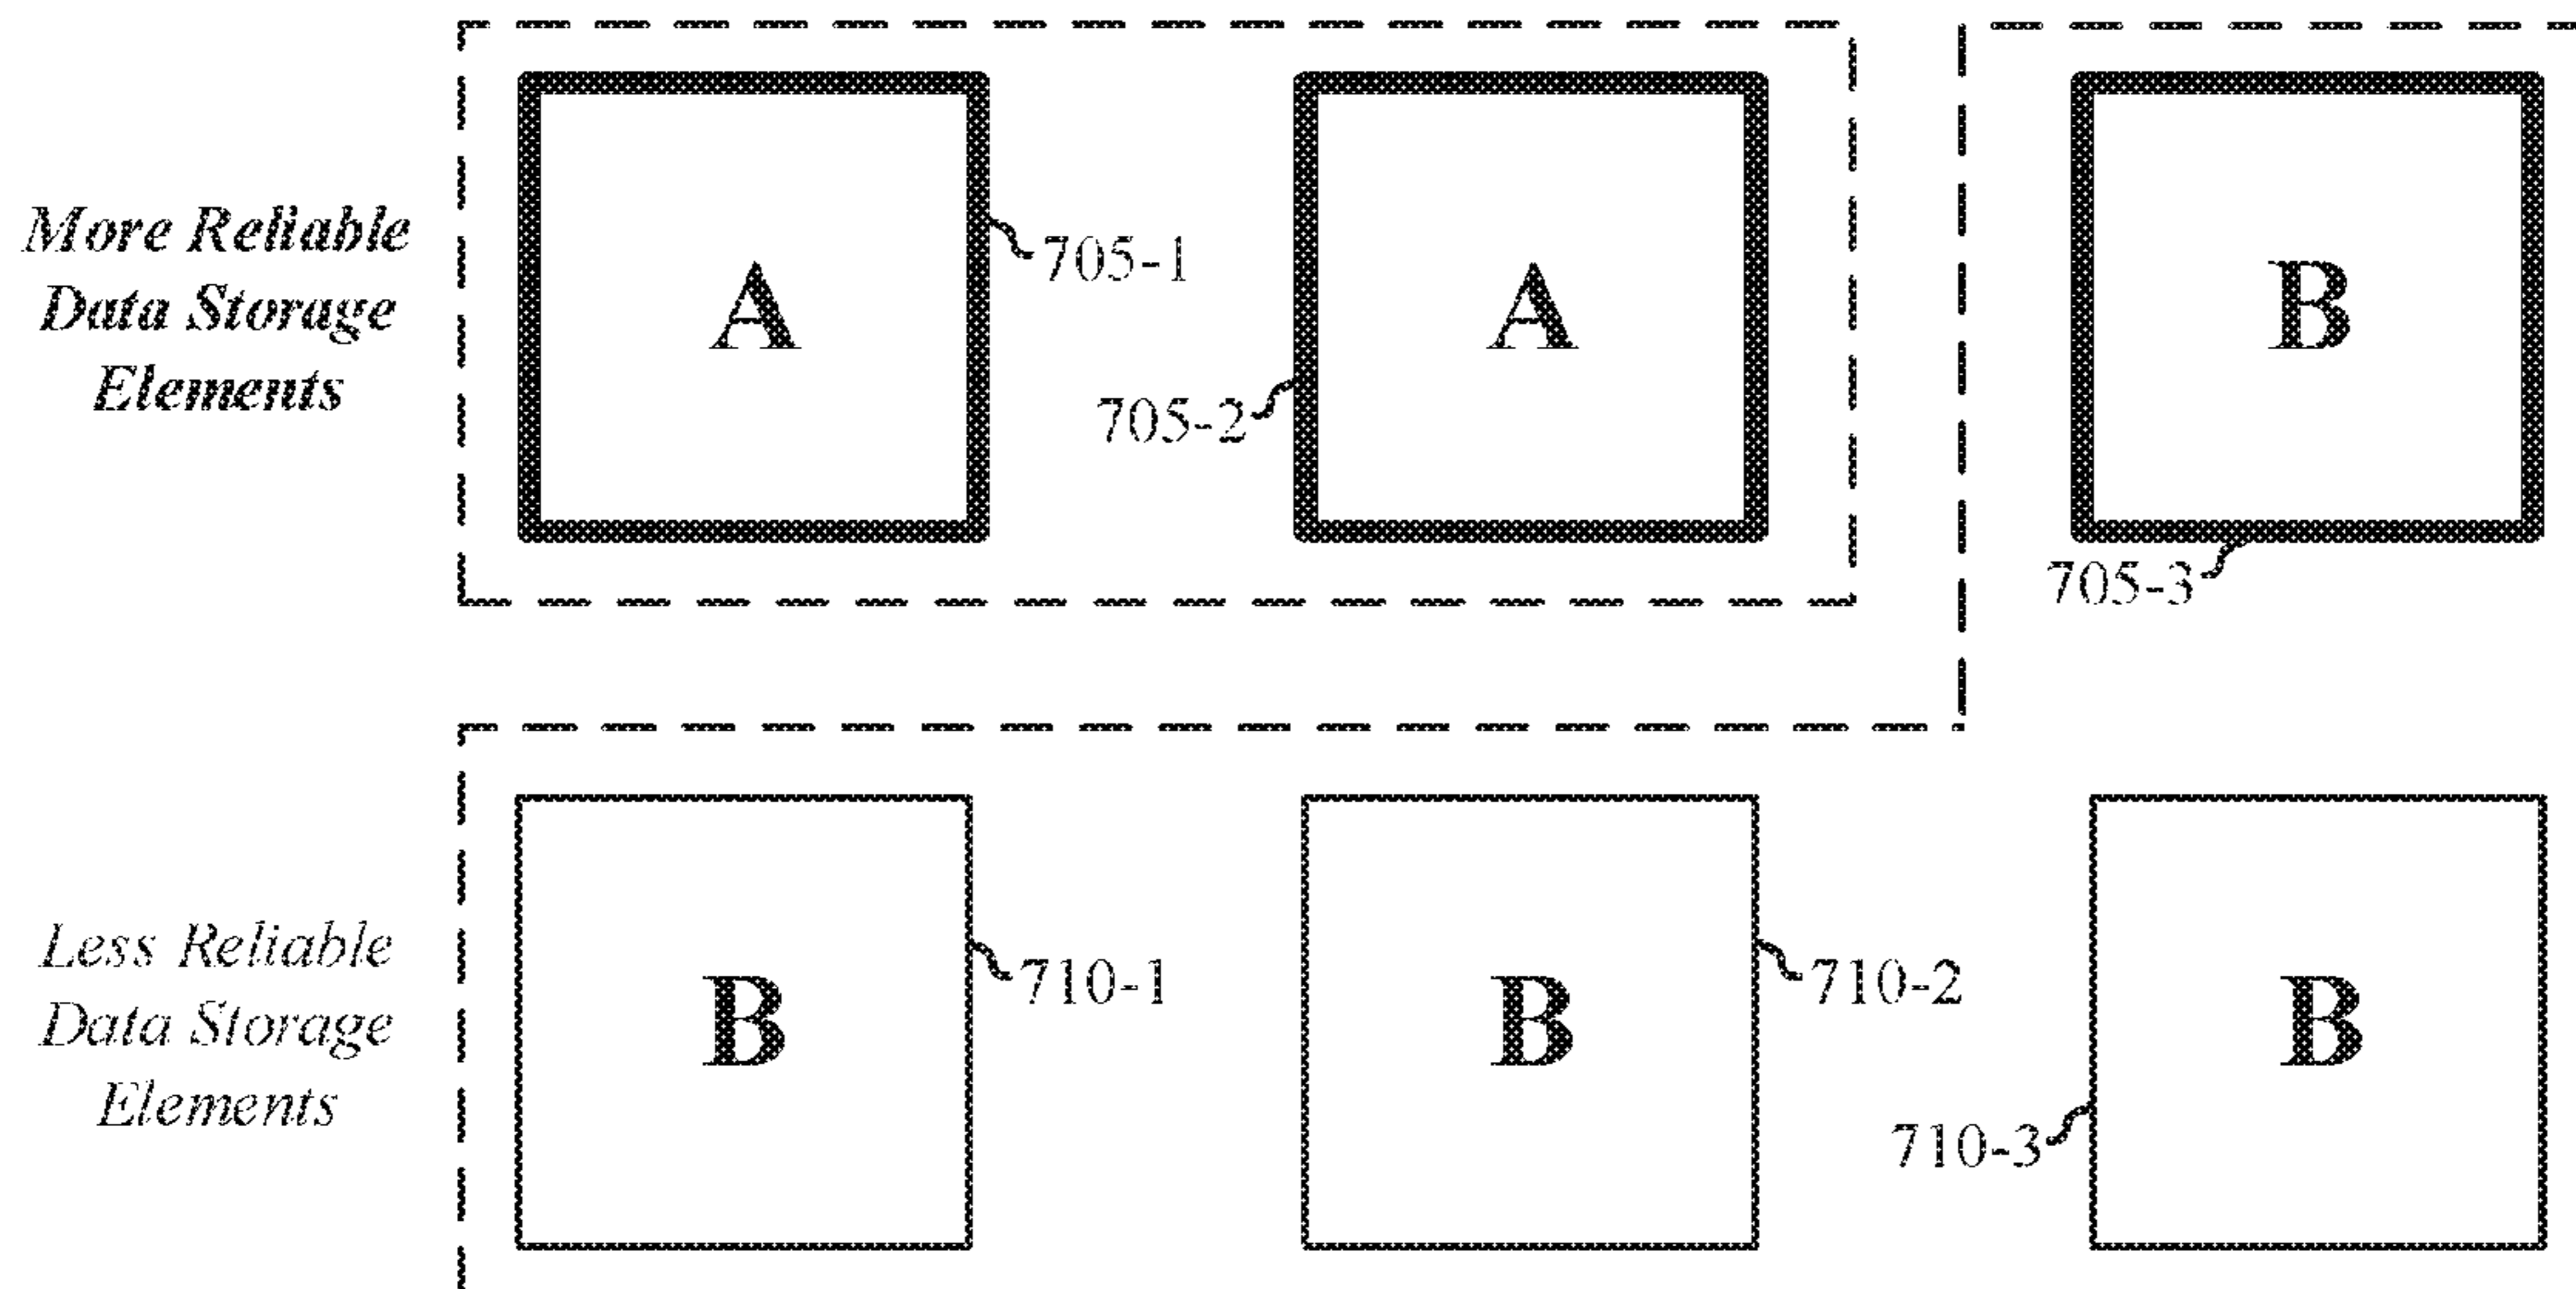 More Reliable
Data Storage
Elements
A
705-1
A
705-2
B
705-3
Less Reliable
Data Storage
Elements
B
710-1
B
710-2
B
710-3